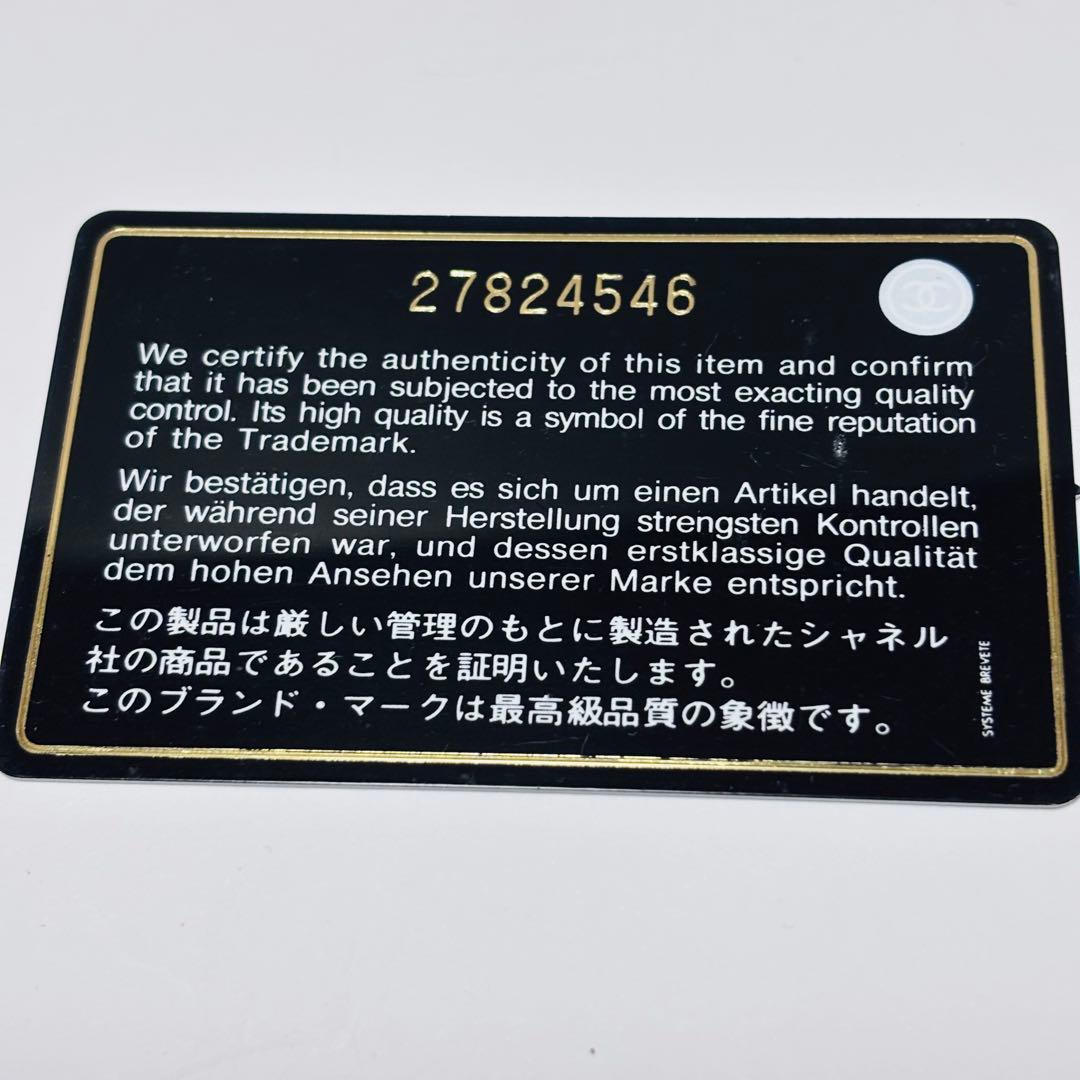 27824546
We certify the authenticity of this item and confirm
that it has been subjected to the most exacting quality
control. Its high quality is a symbol of the fine reputation
of the Trademark.
Wir bestätigen, dass es sich um einen Artikel handelt,
der während seiner Herstellung strengsten Kontrollen
unterworfen war, und dessen erstklassige Qualität
dem hohen Ansehen unserer Marke entspricht.
この製品は厳しい管理のもとに製造されたシャネル
社の商品であることを証明いたします。
このブランド・マークは最高級品質の象徴です。
SYSTEME BREVETE